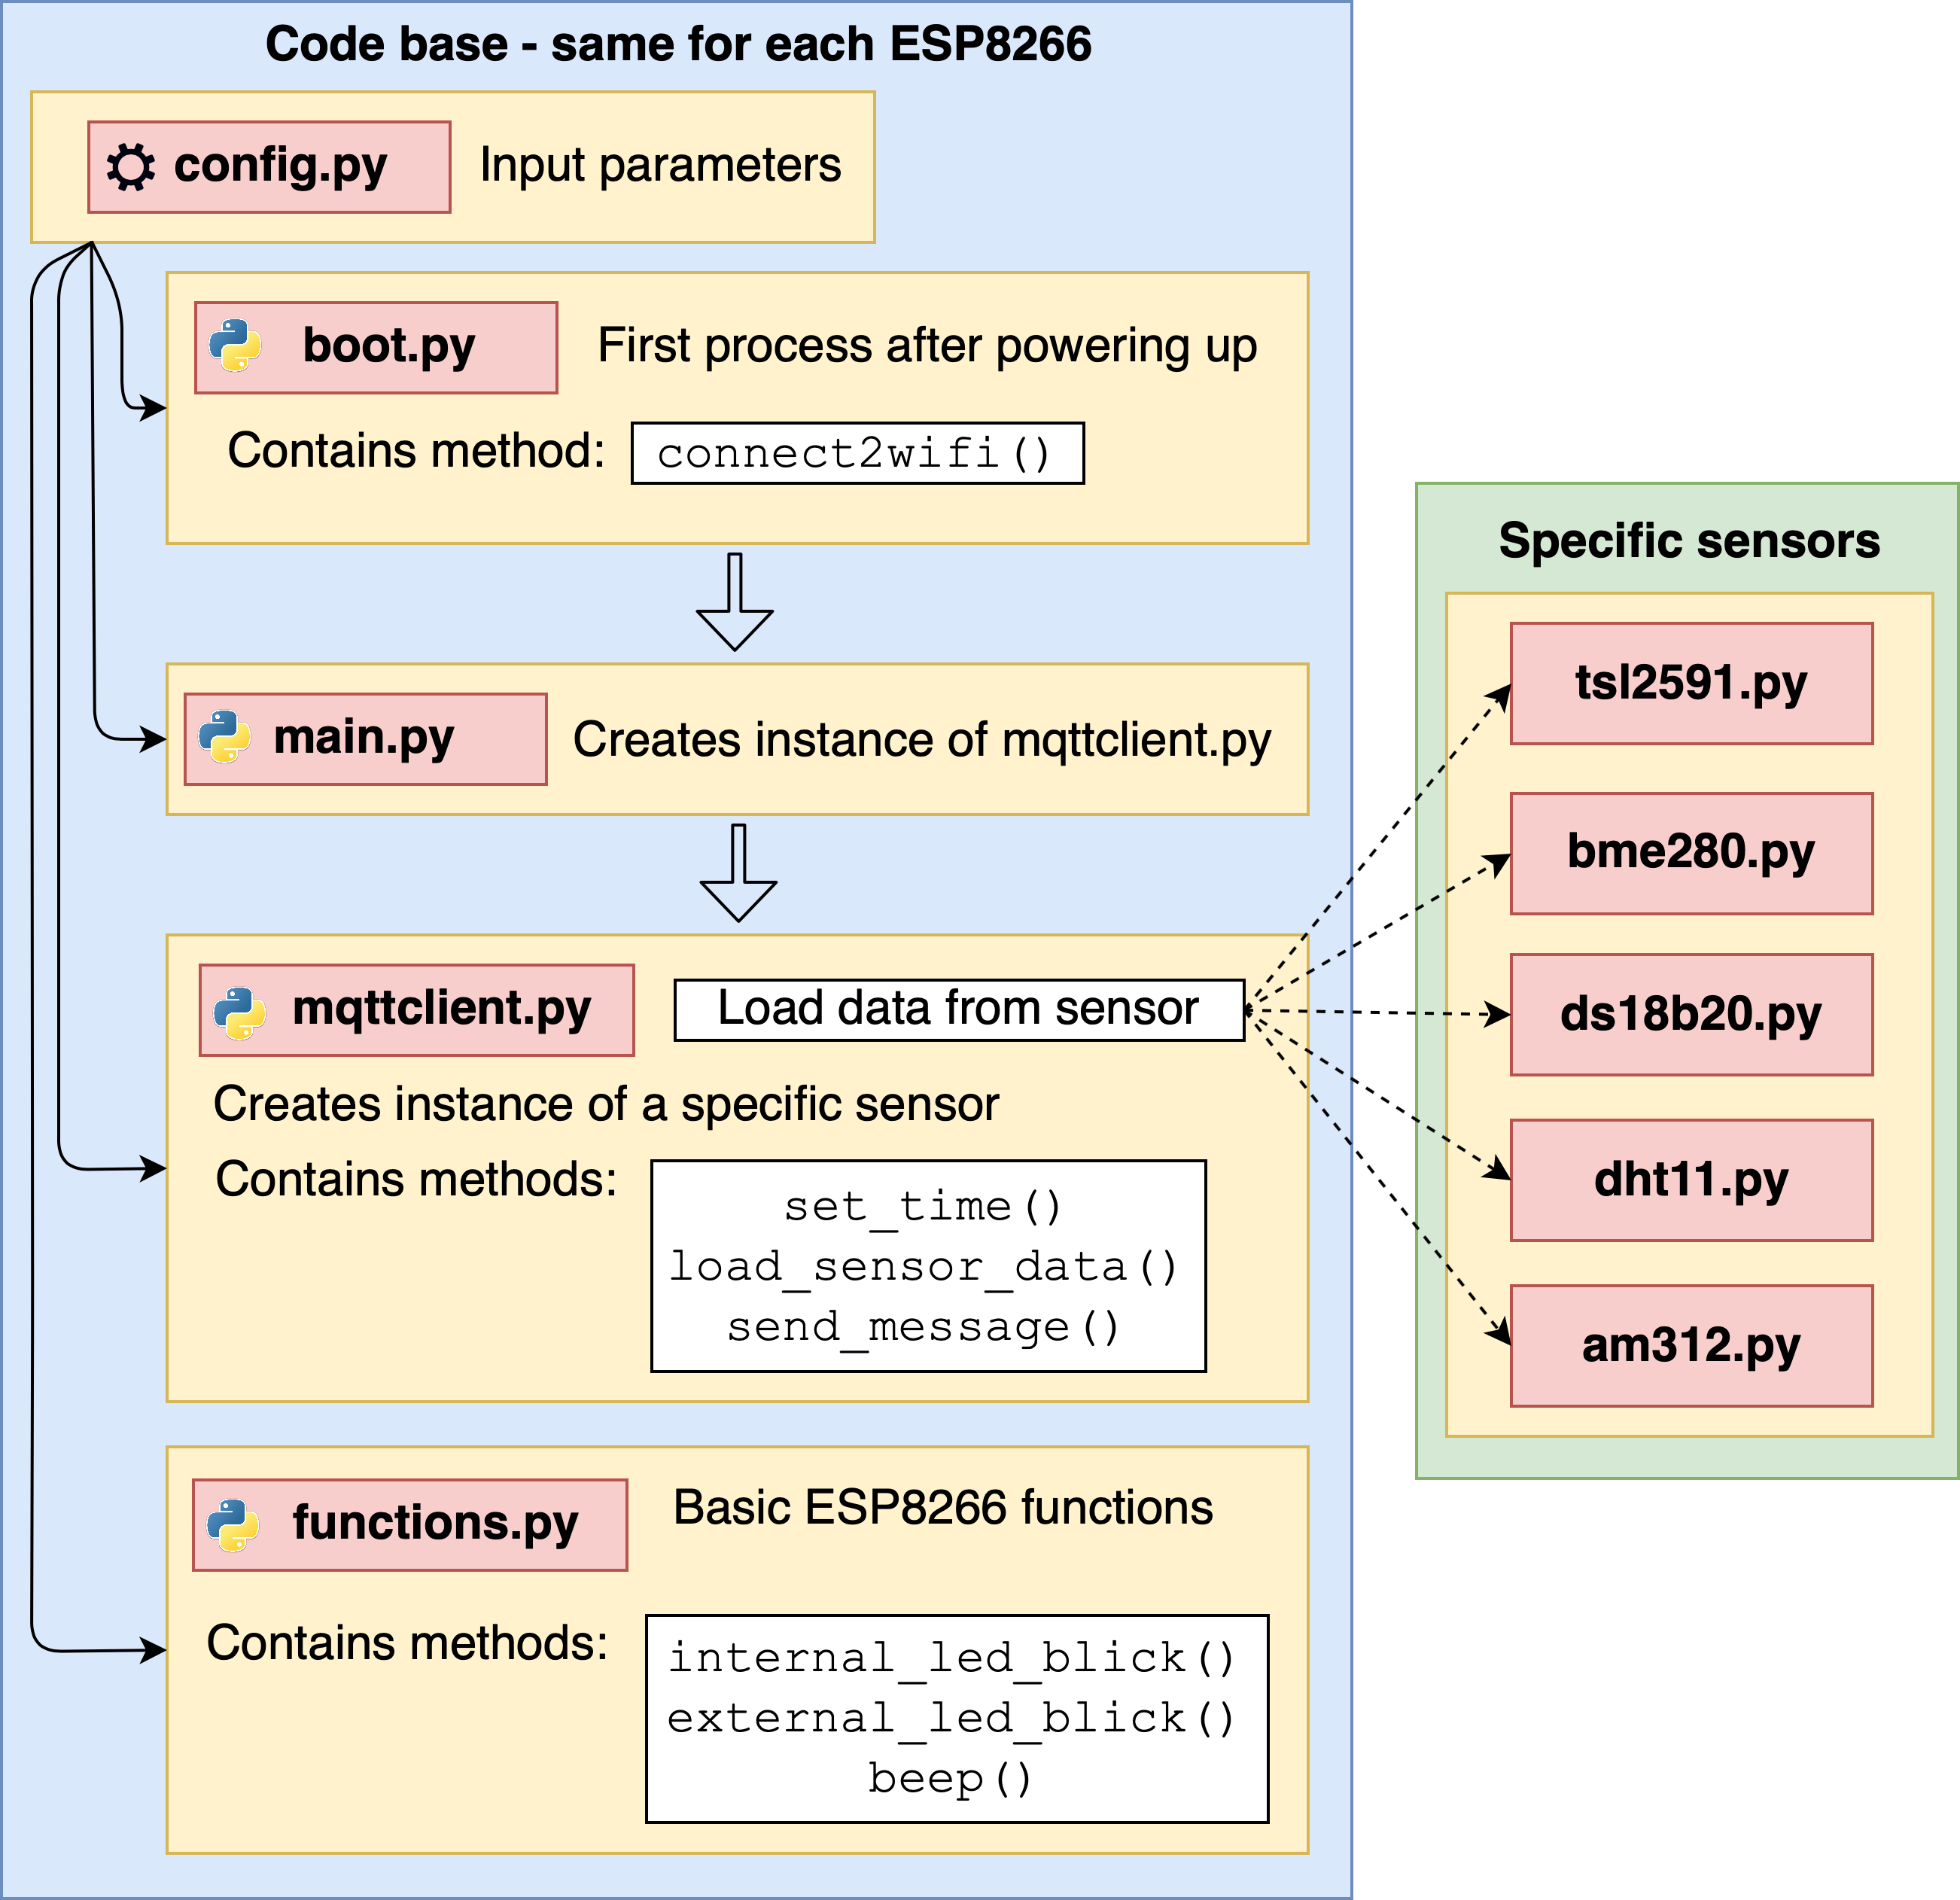 Code base - same for each ESP8266
config.py
Input parameters
boot.py
First process after powering up
Contains method:
connect2wifi()
main.py
Creates instance of mqttclient.py
mqttclient.py
Load data from sensor
Creates instance of a specific sensor
Contains methods:
set_time()
load_sensor_data()
send_message()
functions.py
Basic ESP8266 functions
Contains methods:
internal_led_blick()
external_led_blick()
beep()
Specific sensors
tsl2591.py
bme280.py
ds18b20.py
dht11.py
am312.py